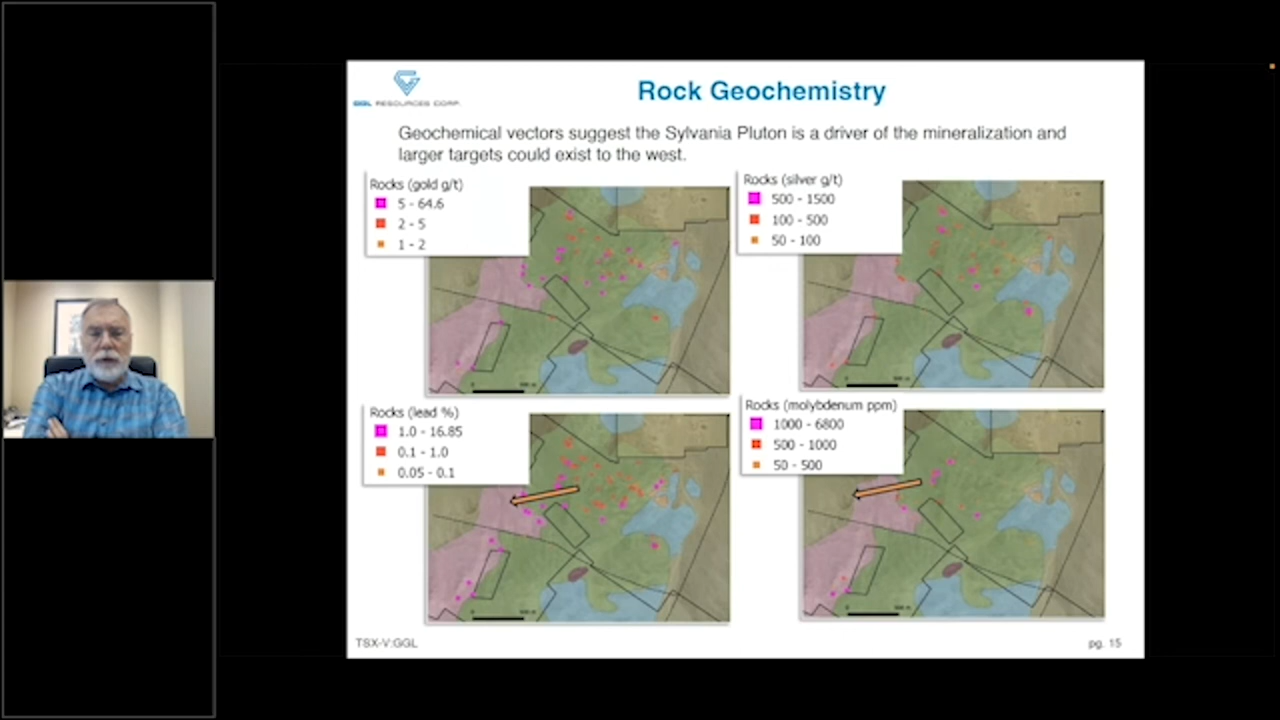 GGL RESOURCES CORP.
Rock Geochemistry
Geochemical vectors suggest the Sylvania Pluton is a driver of the mineralization and
larger targets could exist to the west.
Rocks (gold g/t)
5 - 64.6
2 - 5
1 - 2
Rocks (silver g/t)
500 - 1500
100 - 500
50 - 100
Rocks (lead %)
1.0 - 16.85
0.1 - 1.0
0.05 - 0.1
Rocks (molybdenum ppm)
1000 - 6800
500 - 1000
50 - 500
TSX-V:GGL
pg. 15